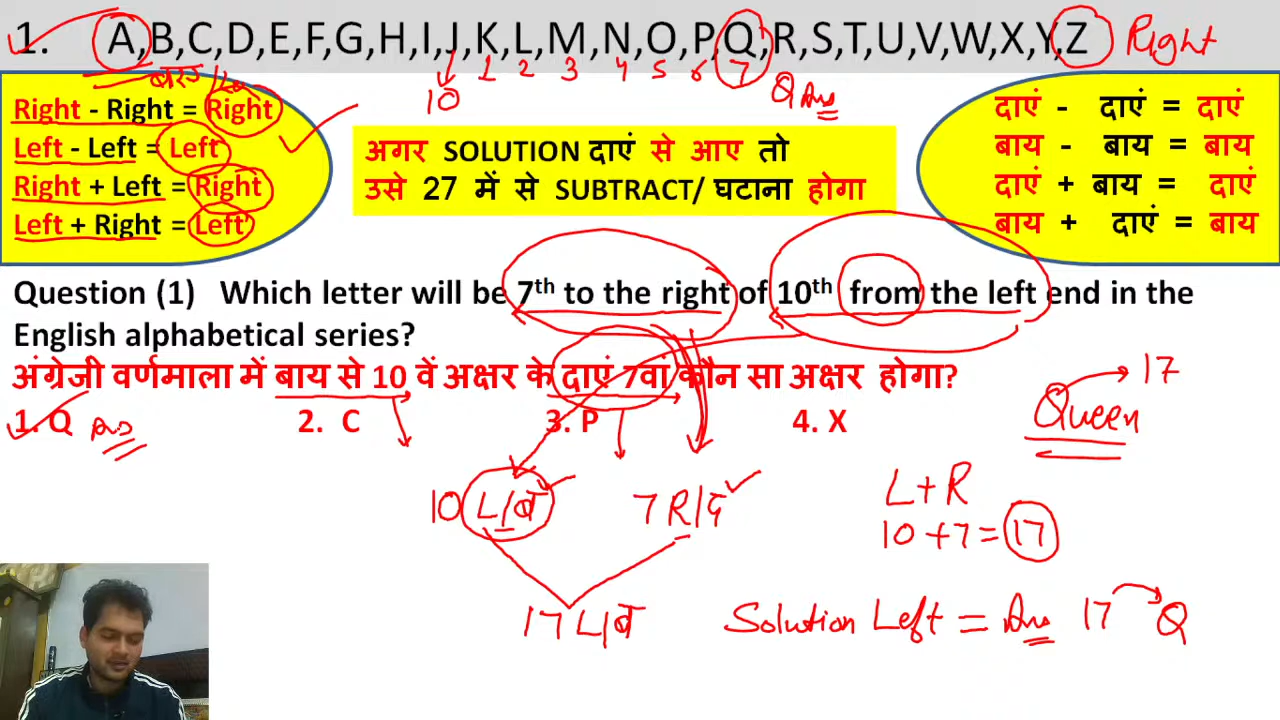 1. A,B,C,D,E,F,G,H,I,J,K,L,M,N,O,P,Q,R,S,T,U,V,W,X,Y,Z Right
10 1 2 3 4 5 6 7 Q Ans
Right - Right = Right
Left - Left = Left
Right + Left = Right
Left + Right = Left
अगर SOLUTION दाएं से आए तो
उसे 27 में से SUBTRACT/ घटाना होगा
दाएं - दाएं = दाएं
बाय - बाय = बाय
दाएं + बाय = दाएं
बाय + दाएं = बाय
Question (1) Which letter will be 7th to the right of 10th from the left end in the
English alphabetical series?
अंग्रेजी वर्णमाला में बाय से 10 वें अक्षर के दाएं 7वां कौन सा अक्षर होगा?
1. Q Ans 2. C 3. P 4. X
Queen 17
10 L/व 7 R/द
L+R
10+7=17
17 L/व
Solution Left = Ans 17 Q